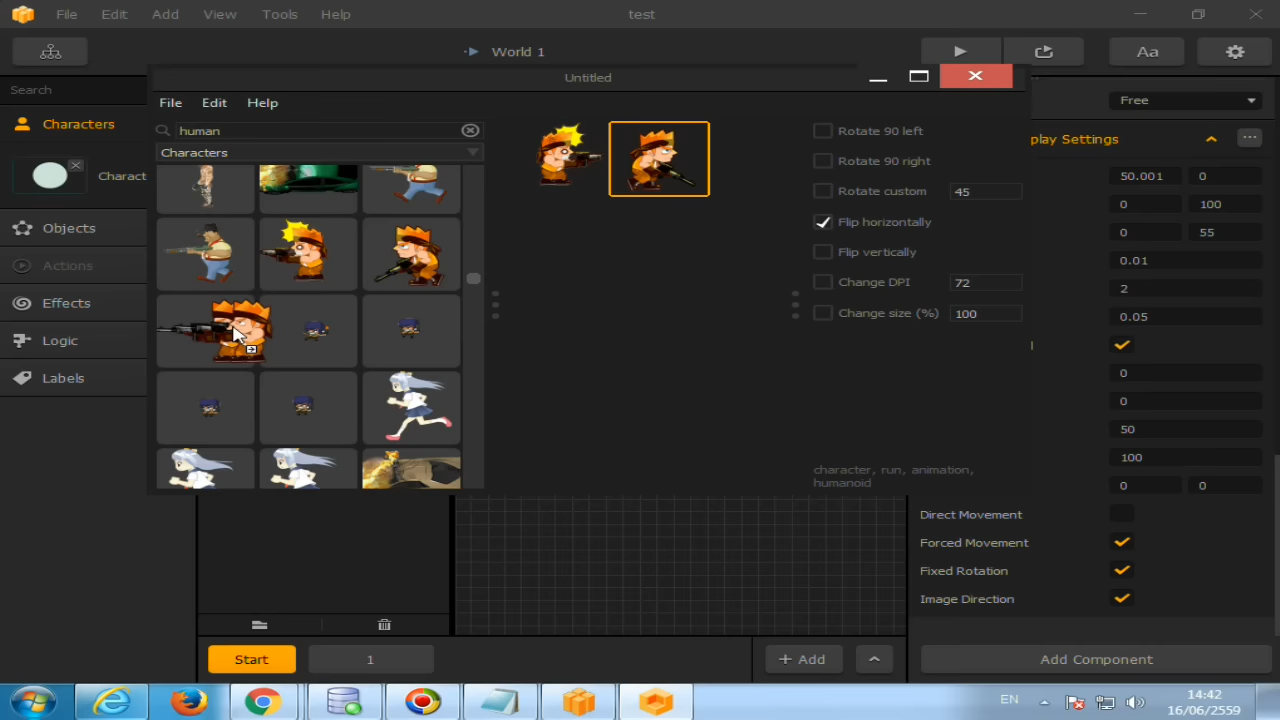 File Edit Add View Tools Help
test
World 1
Aa
Untitled
Search
File Edit Help
Free
Characters
human
Rotate 90 left
play Settings
Characters
Rotate 90 right
Charact
50.001 0
Rotate custom 45
0 100
Objects
Flip horizontally
0 55
Flip vertically
Actions
0.01
Change DPI 72
2
Effects
Change size (%) 100
0.05
Logic
0
Labels
0
50
100
character, run, animation,
humanoid
0 0
Direct Movement
Forced Movement
Fixed Rotation
Image Direction
Start 1 + Add Add Component
EN
14:42
16/06/2559